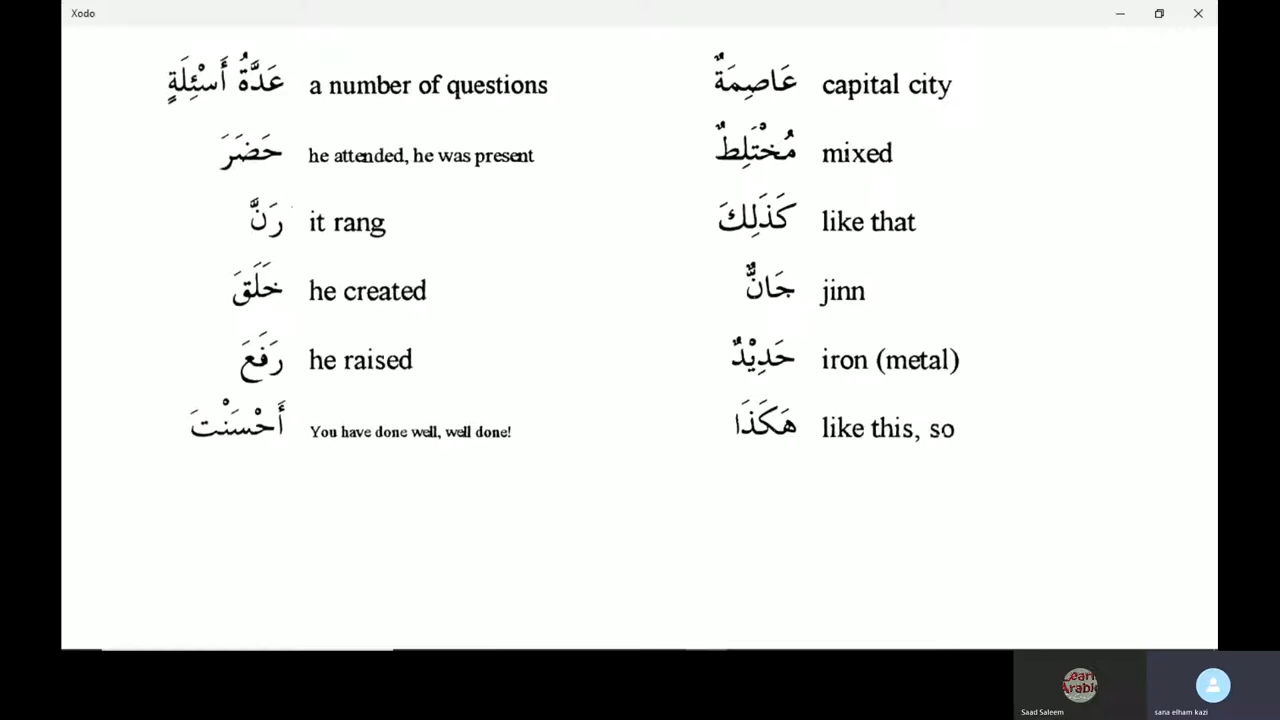 Xodo
عَدَّةُ أَسْئِلَةٍ a number of questions
حَضَرَ he attended, he was present
رَنَّ it rang
خَلَقَ he created
رَفَعَ he raised
أَحْسَنْتَ You have done well, well done!
عَاصِمَةٌ capital city
مُخْتَلِطٌ mixed
كَذَلِكَ like that
جَانٌّ jinn
حَدِيْدٌ iron (metal)
هَكَذَا like this, so
Learn
Arabic
Saad Saleem
sana elham kazi